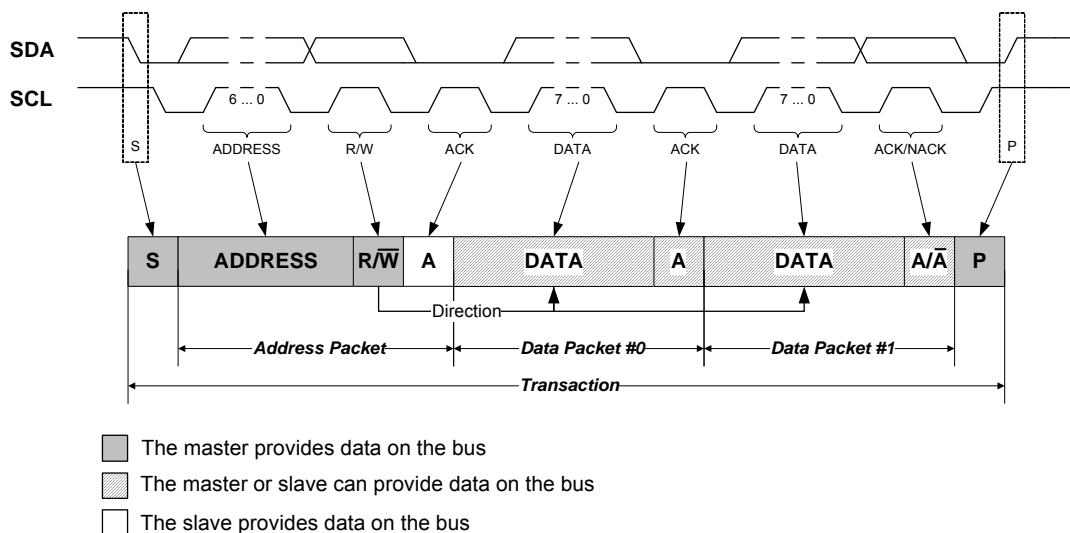 SDA
SCL
6 ... 0
7 ... 0
7 ... 0
S
ADDRESS
R/W
ACK
DATA
ACK
DATA
ACK/NACK
P
S
ADDRESS
R/W̅
A
DATA
A
DATA
A/A̅
P
Direction
Address Packet
Data Packet #0
Data Packet #1
Transaction
The master provides data on the bus
The master or slave can provide data on the bus
The slave provides data on the bus